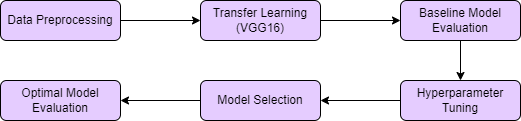 Data Preprocessing
Transfer Learning
(VGG16)
Baseline Model
Evaluation
Hyperparameter
Tuning
Model Selection
Optimal Model
Evaluation